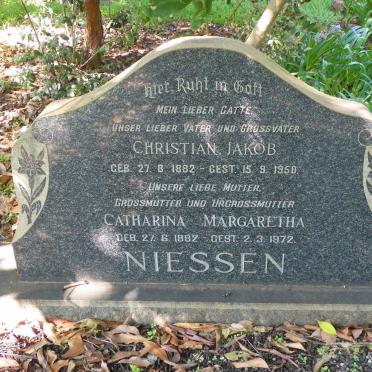 Hier Ruht in Gott
MEIN LIEBER GATTE,
UNSER LIEBER VATER UND GROSSVATER
CHRISTIAN JAKOB
GEB. 27. 8. 1882 - GEST. 15. 9. 1950
UNSERE LIEBE MUTTER,
GROSSMUTTER UND URGROSSMUTTER
CATHARINA MARGARETHA
GEB. 27. 6. 1882 - GEST. 2. 3. 1972
NIESSEN